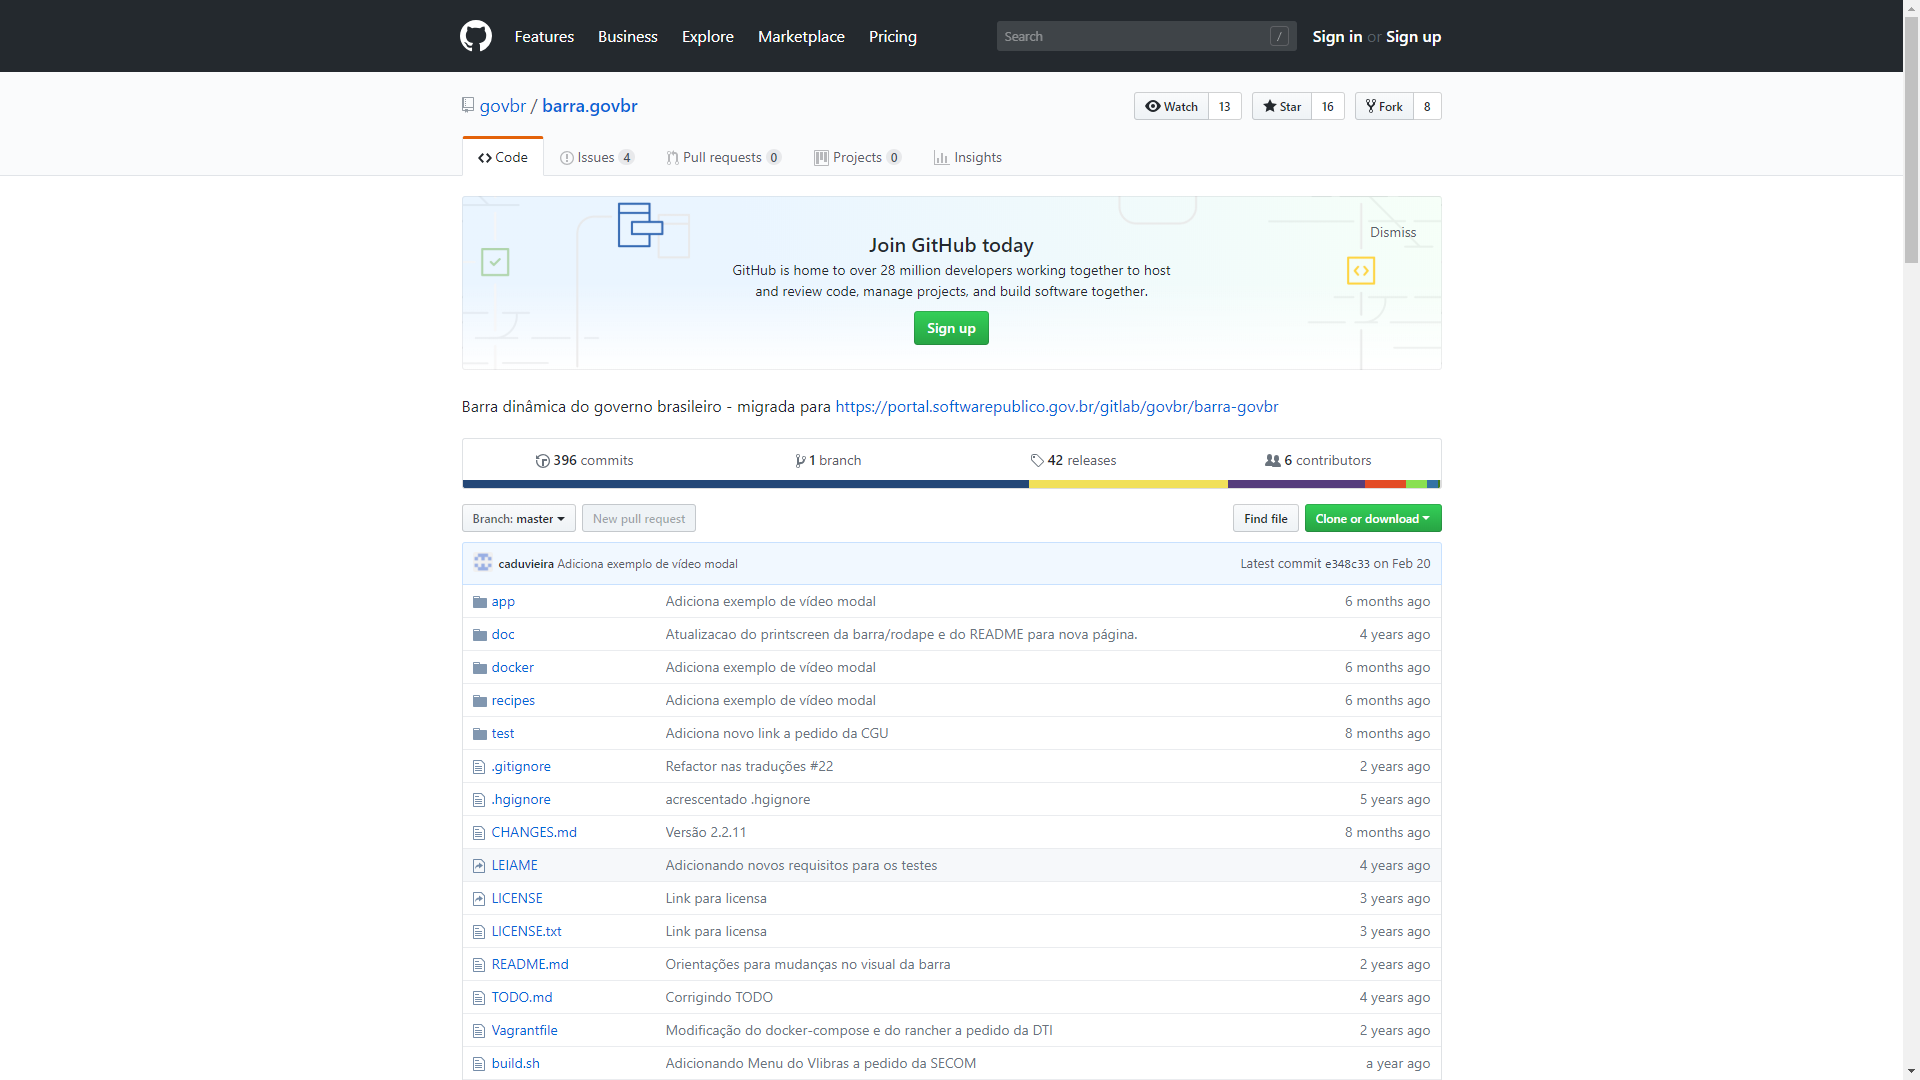 Features Business Explore Marketplace Pricing Search / Sign in or Sign up
govbr / barra.govbr Watch 13 Star 16 Fork 8
Code Issues 4 Pull requests 0 Projects 0 Insights
Dismiss
Join GitHub today
GitHub is home to over 28 million developers working together to host
and review code, manage projects, and build software together.
Sign up
Barra dinâmica do governo brasileiro - migrada para https://portal.softwarepublico.gov.br/gitlab/govbr/barra-govbr
396 commits 1 branch 42 releases 6 contributors
Branch: master New pull request Find file Clone or download
caduvieira Adiciona exemplo de vídeo modal Latest commit e348c33 on Feb 20
app Adiciona exemplo de vídeo modal 6 months ago
doc Atualizacao do printscreen da barra/rodape e do README para nova página. 4 years ago
docker Adiciona exemplo de vídeo modal 6 months ago
recipes Adiciona exemplo de vídeo modal 6 months ago
test Adiciona novo link a pedido da CGU 8 months ago
.gitignore Refactor nas traduções #22 2 years ago
.hgignore acrescentado .hgignore 5 years ago
CHANGES.md Versão 2.2.11 8 months ago
LEIAME Adicionando novos requisitos para os testes 4 years ago
LICENSE Link para licensa 3 years ago
LICENSE.txt Link para licensa 3 years ago
README.md Orientações para mudanças no visual da barra 2 years ago
TODO.md Corrigindo TODO 4 years ago
Vagrantfile Modificação do docker-compose e do rancher a pedido da DTI 2 years ago
build.sh Adicionando Menu do Vlibras a pedido da SECOM a year ago